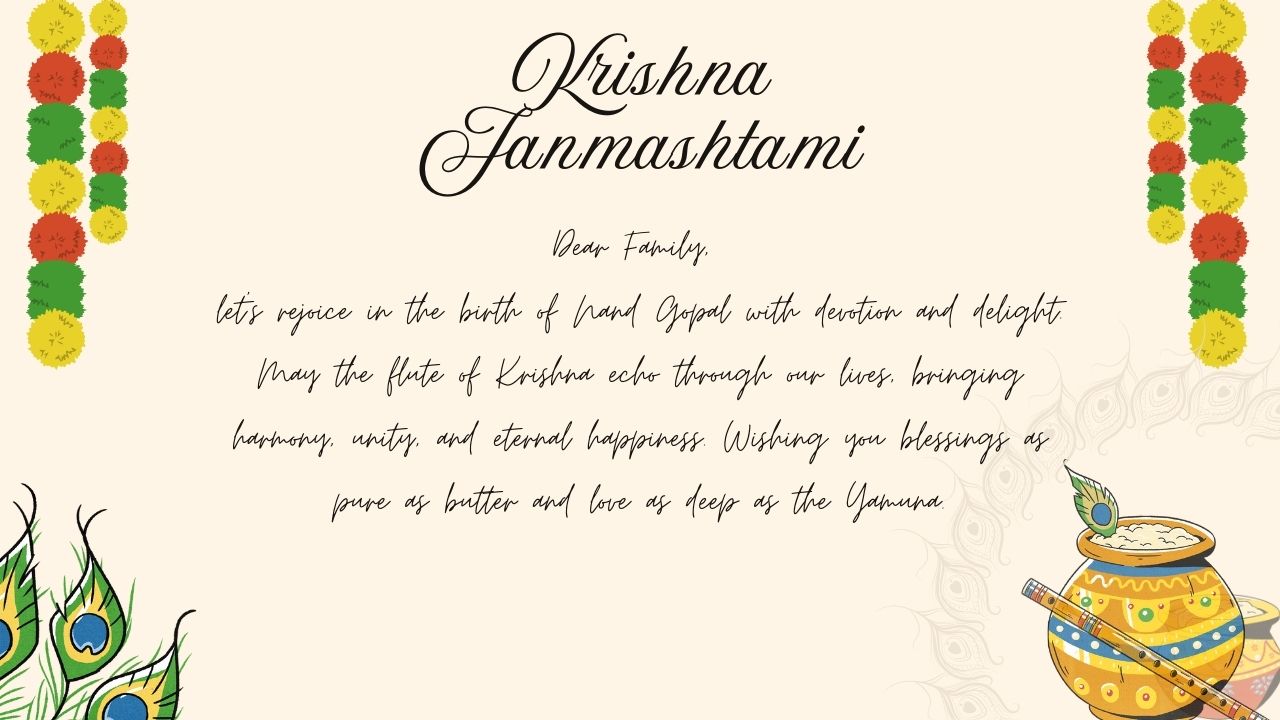 Krishna
Janmashtami
Dear Family,
let's rejoice in the birth of Nand Gopal with devotion and delight.
May the flute of Krishna echo through our lives, bringing
harmony, unity, and eternal happiness. Wishing you blessings as
pure as butter and love as deep as the Yamuna.